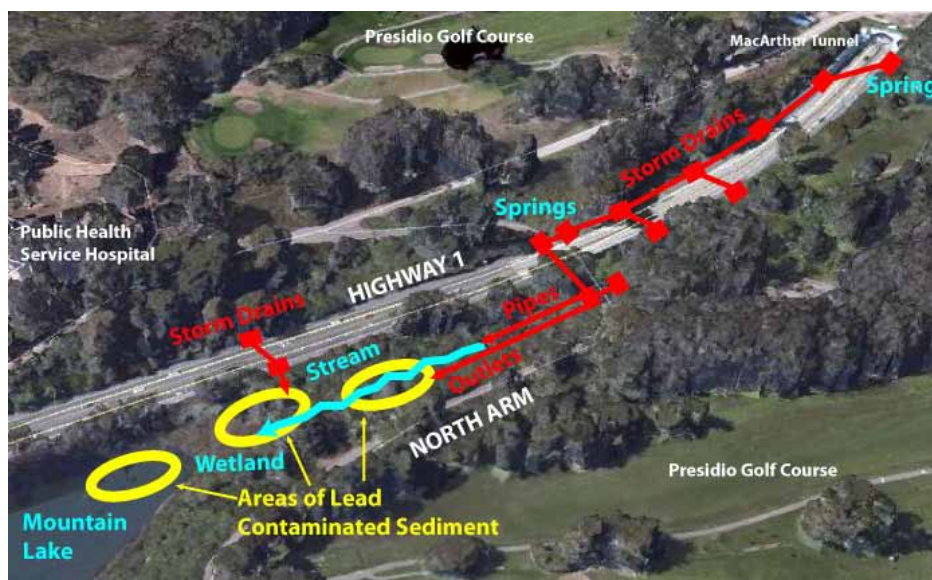 Presidio Golf Course
MacArthur Tunnel
Spring
Storm Drains
Springs
Public Health
Service Hospital
HIGHWAY 1
Storm Drains
Pipes
Stream
Outlets
NORTH ARM
Wetland
Presidio Golf Course
Areas of Lead
Contaminated Sediment
Mountain
Lake